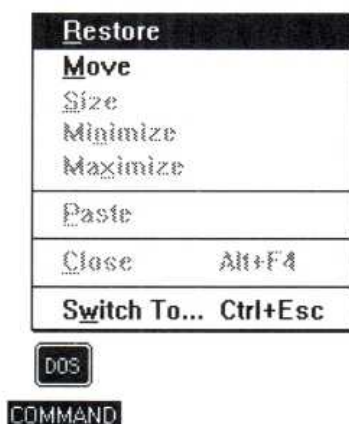 Restore
Move
Size
Minimize
Maximize
Paste
Close Alt+F4
Switch To... Ctrl+Esc
DOS
COMMAND